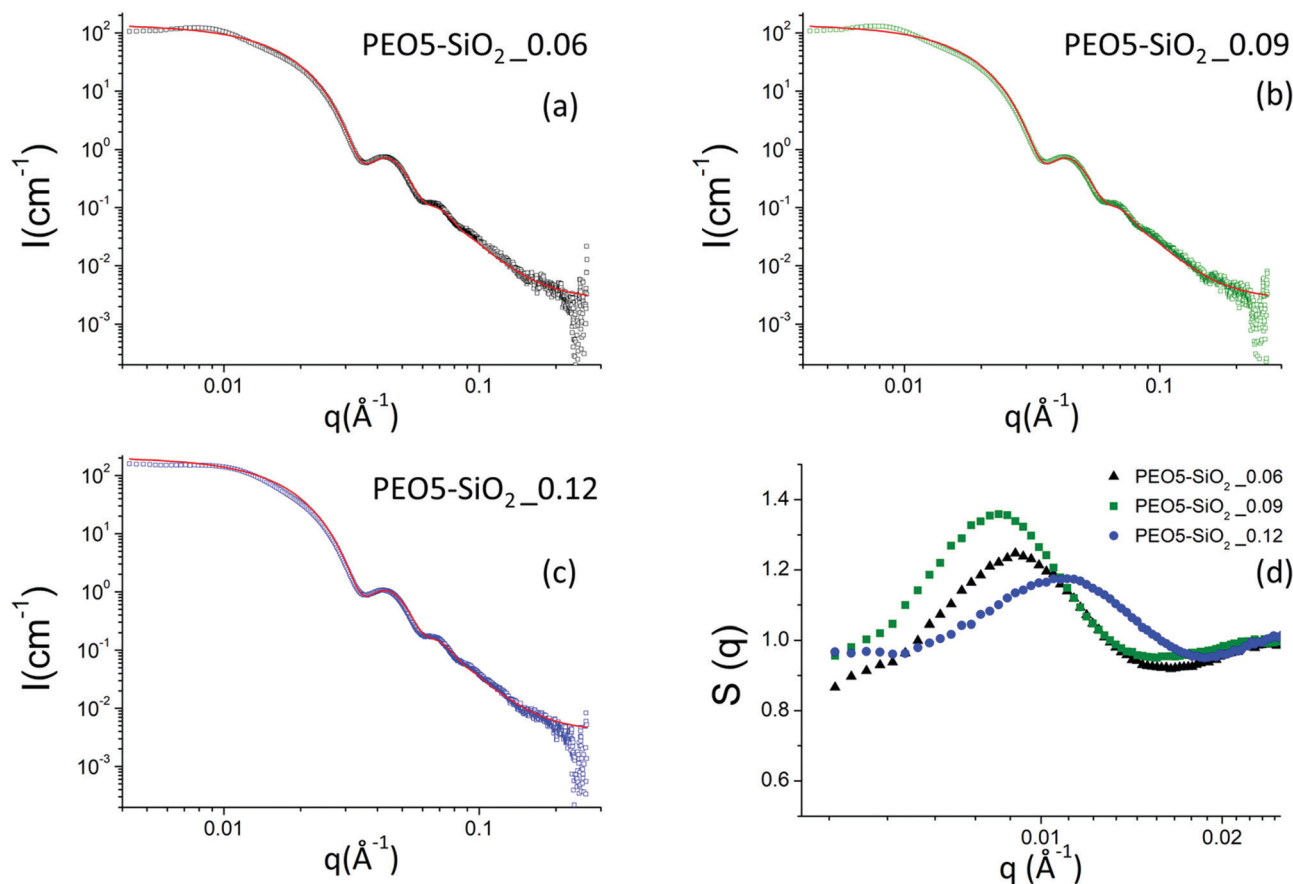 PEO5-SiO₂_0.06
(a)
10²
10¹
10⁰
10⁻¹
10⁻²
10⁻³
I(cm⁻¹)
0.01 0.1
q(Å⁻¹)
PEO5-SiO₂_0.09
(b)
10²
10¹
10⁰
10⁻¹
10⁻²
10⁻³
I(cm⁻¹)
0.01 0.1
q(Å⁻¹)
PEO5-SiO₂_0.12
(c)
10²
10¹
10⁰
10⁻¹
10⁻²
10⁻³
I(cm⁻¹)
0.01 0.1
q(Å⁻¹)
PEO5-SiO₂_0.06
PEO5-SiO₂_0.09
PEO5-SiO₂_0.12
(d)
1.4
1.2
1.0
0.8
0.6
S (q)
0.01 0.02
q (Å⁻¹)